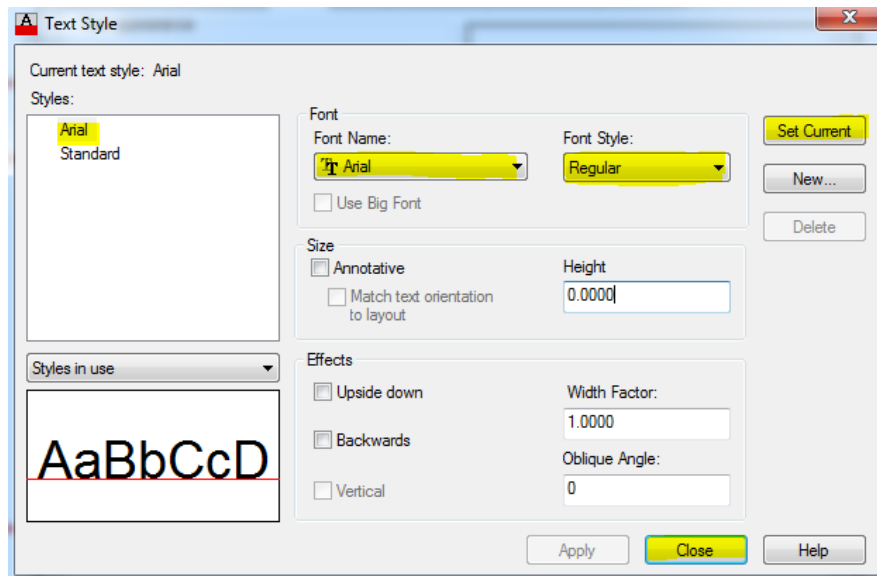 Text Style
Current text style: Arial
Styles:
Arial
Standard
Font
Font Name:
Font Style:
Arial
Regular
Use Big Font
Set Current
New...
Delete
Size
Annotative
Height
Match text orientation
to layout
0.0000
Styles in use
Effects
Upside down
Width Factor:
1.0000
Backwards
Oblique Angle:
Vertical
0
AaBbCcD
Apply
Close
Help